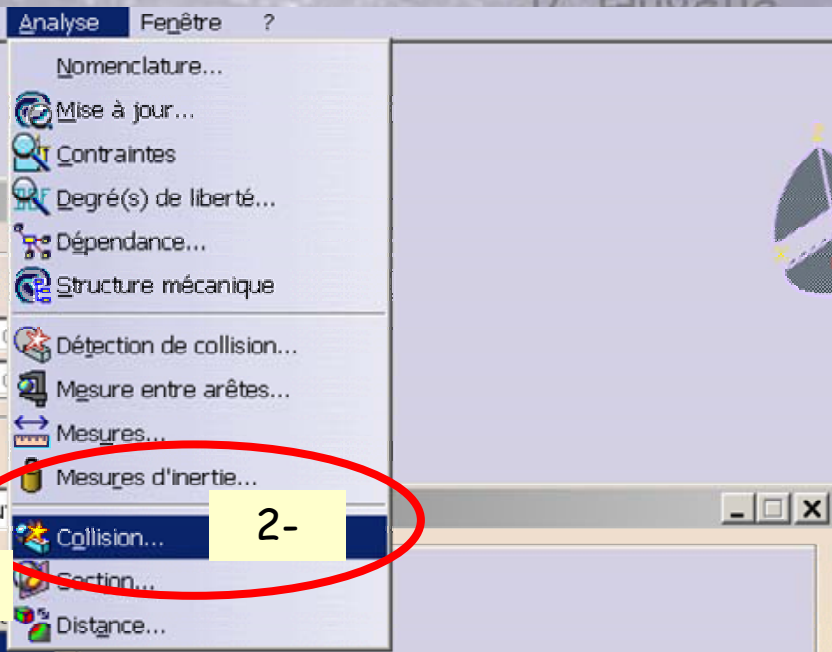 Analyse Fenêtre ?
Nomenclature...
Mise à jour...
Contraintes
Degré(s) de liberté...
Dépendance...
Structure mécanique
Détection de collision...
Mesure entre arêtes...
Mesures...
Mesures d'inertie...
Collision... 2-
Section...
Distance...
z
x